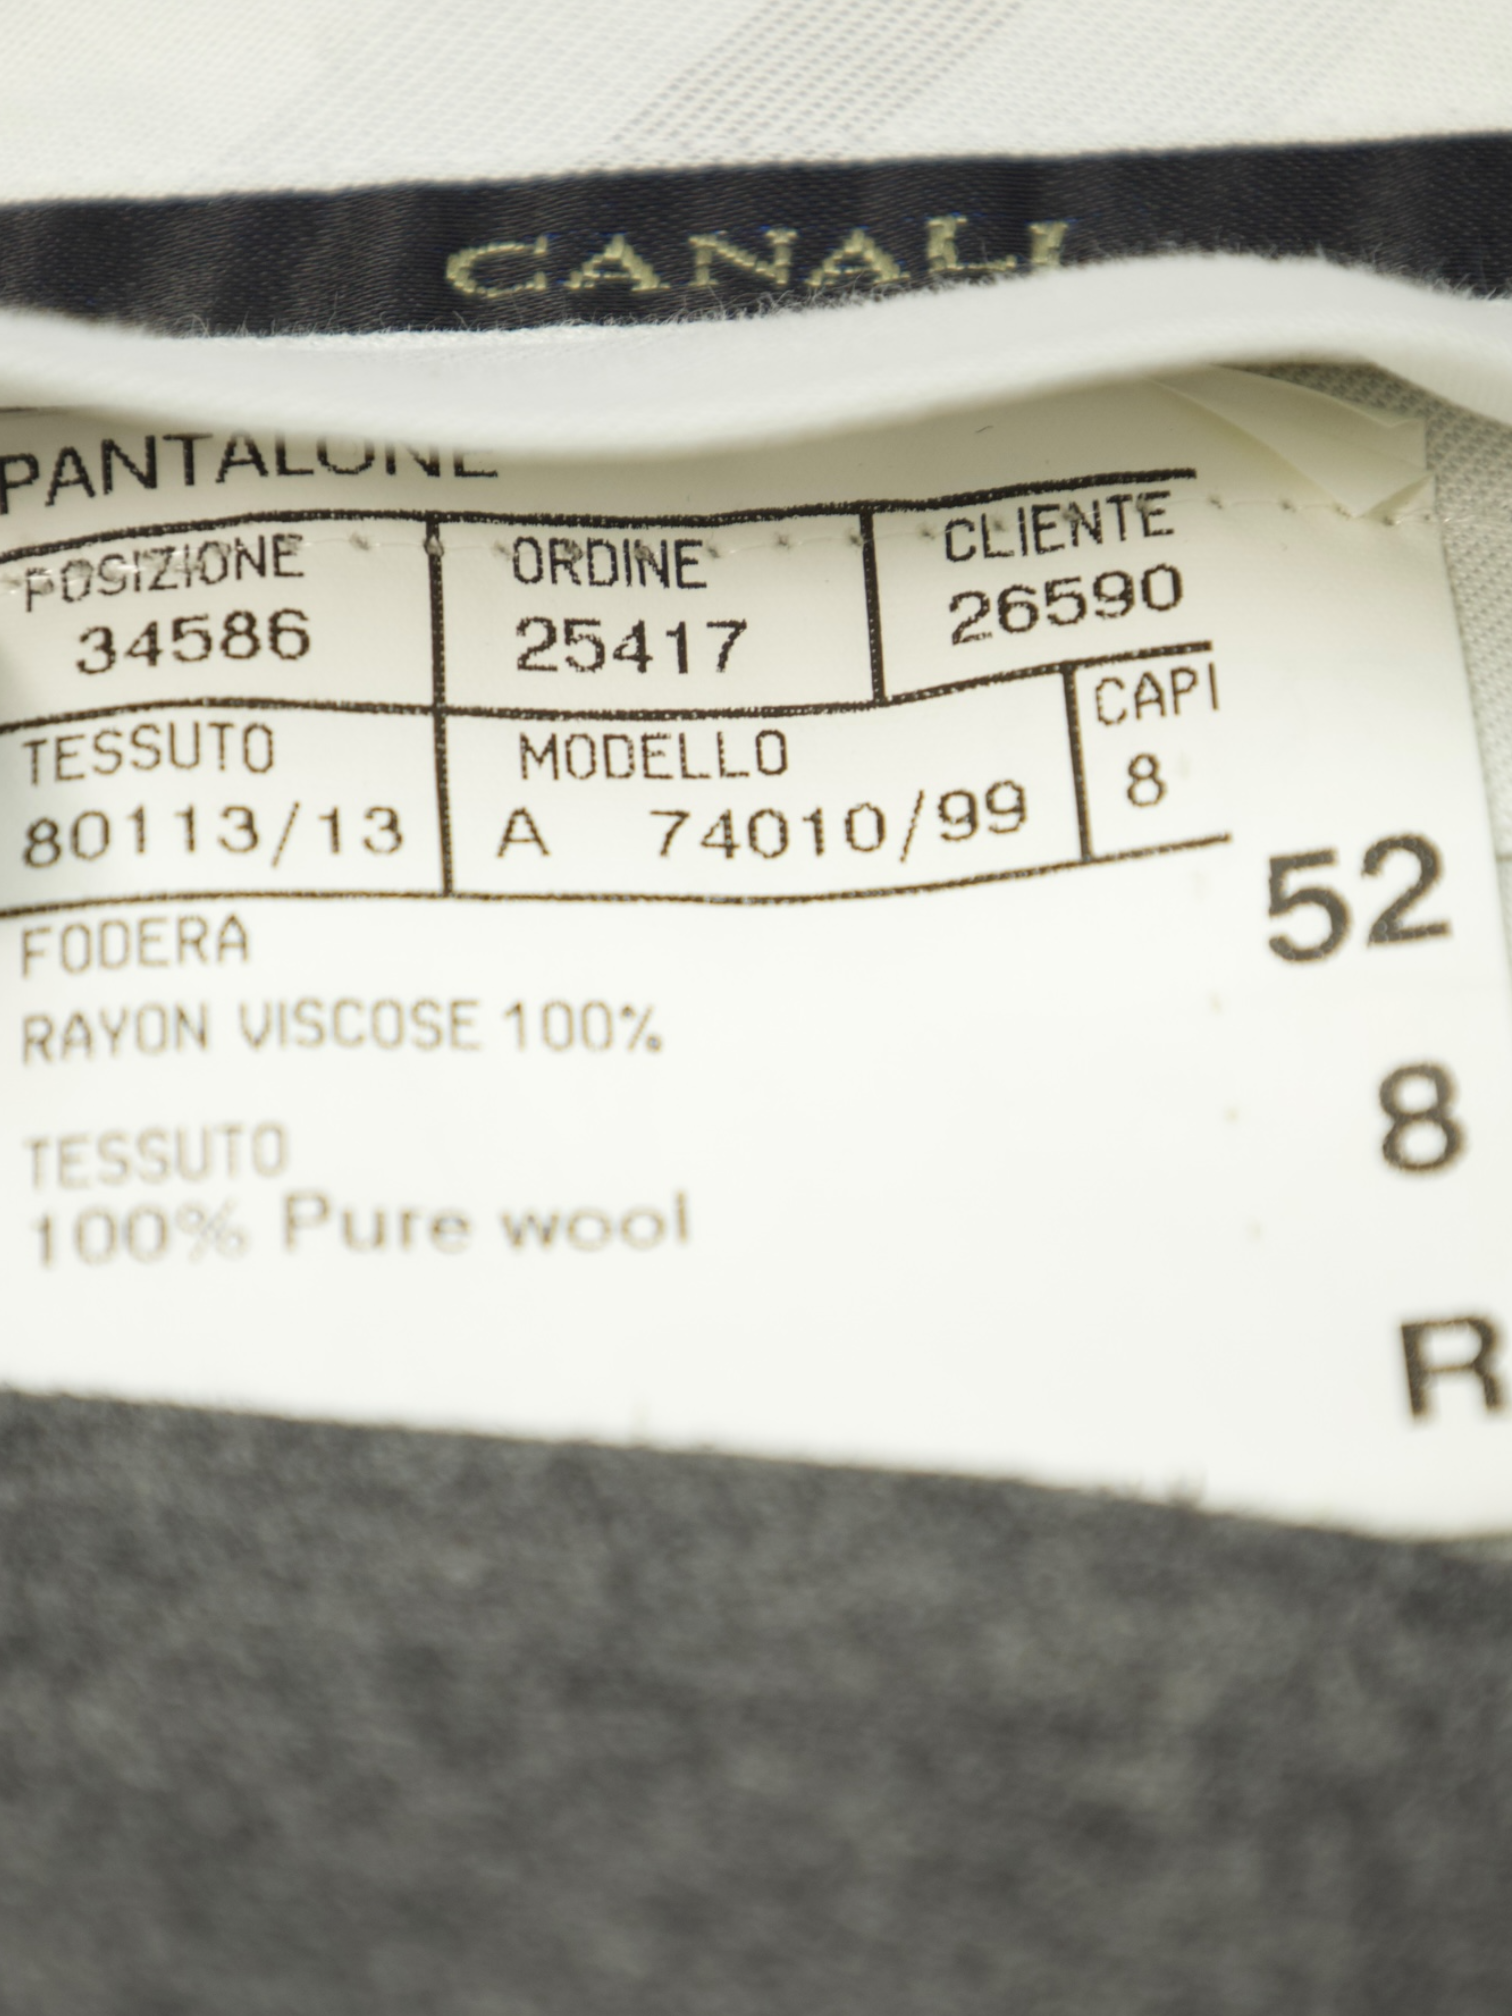 CANALI
PANTALONE
POSIZIONE ORDINE CLIENTE
34586 25417 26590
TESSUTO MODELLO CAPI
80113/13 A 74010/99 8
52
FODERA
RAYON VISCOSE 100%
8
TESSUTO
100% Pure wool
R